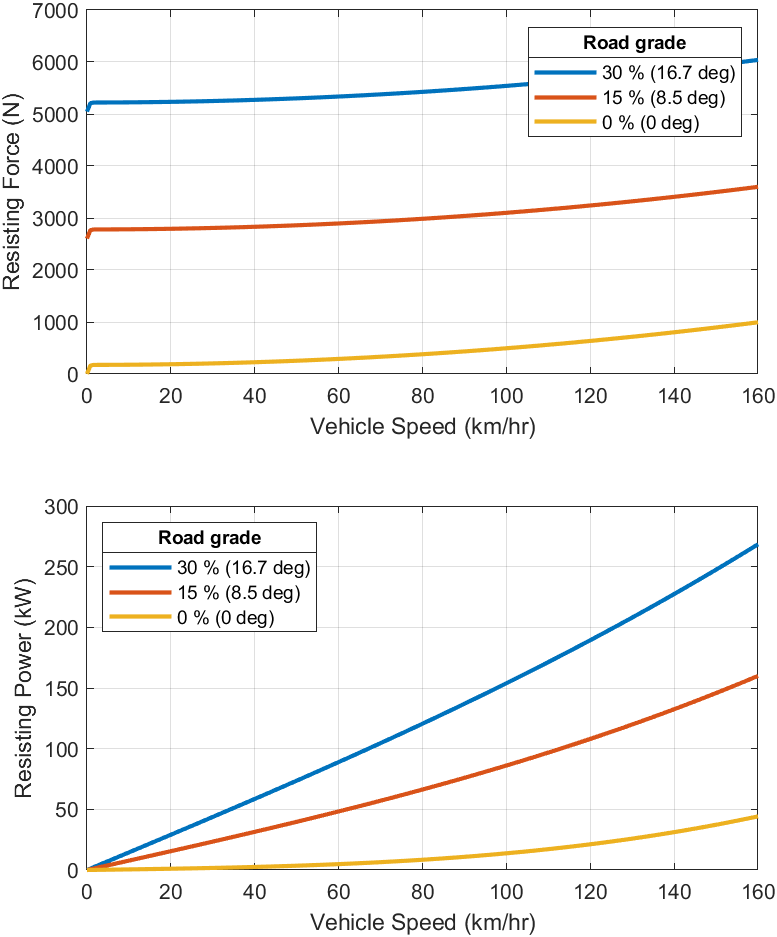 7000
6000
5000
4000
3000
2000
1000
0
Resisting Force (N)
Road grade
30 % (16.7 deg)
15 % (8.5 deg)
0 % (0 deg)
0 20 40 60 80 100 120 140 160
Vehicle Speed (km/hr)
300
250
200
150
100
50
0
Resisting Power (kW)
Road grade
30 % (16.7 deg)
15 % (8.5 deg)
0 % (0 deg)
0 20 40 60 80 100 120 140 160
Vehicle Speed (km/hr)